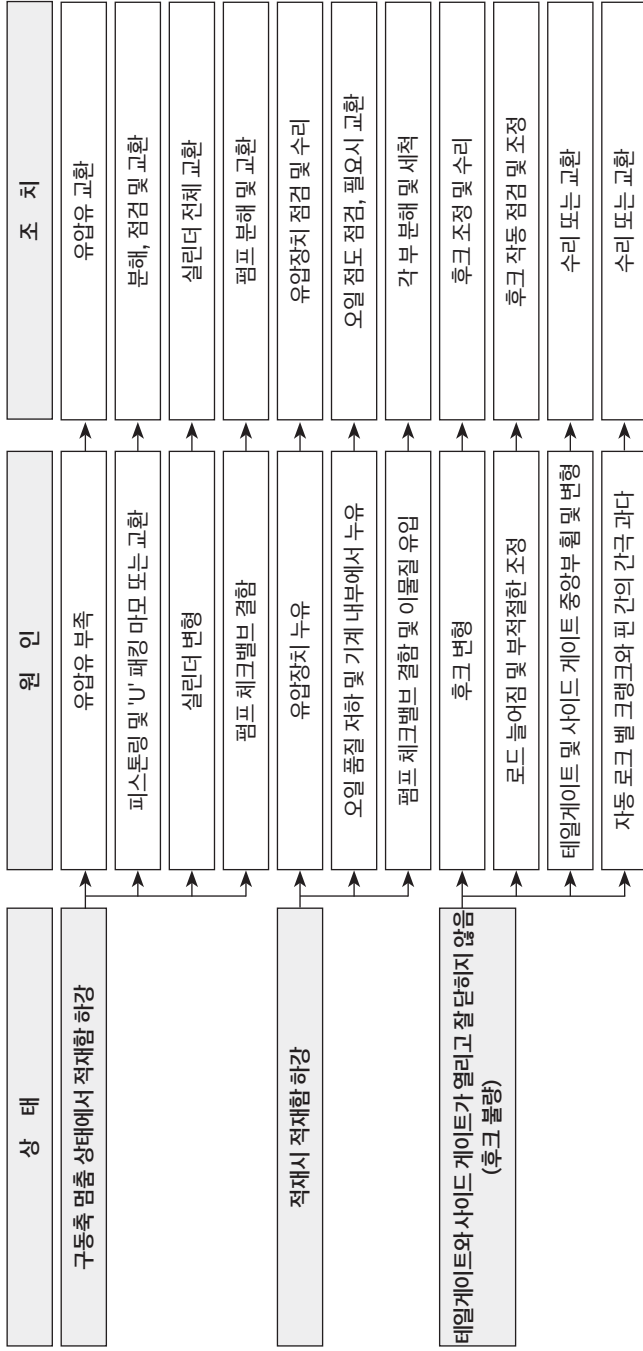 상 태
원 인
조 치
구동축 멈춤 상태에서 적재함 하강
유압유 부족
유압유 교환
피스톤링 및 'U' 패킹 마모 또는 교환
분해, 점검 및 교환
실린더 변형
실린더 전체 교환
펌프 체크밸브 결함
펌프 분해 및 교환
적재시 적재함 하강
유압장치 누유
유압장치 점검 및 수리
오일 품질 저하 및 기계 내부에서 누유
오일 점도 점검, 필요시 교환
펌프 체크밸브 결함 및 이물질 유입
각 부 분해 및 세척
테일게이트와 사이드 게이트가 열리고 잘 닫히지 않음
(후크 불량)
후크 변형
후크 조정 및 수리
로드 늘어짐 및 부적절한 조정
후크 작동 점검 및 조정
테일게이트 및 사이드 게이트 중앙부 휨 및 변형
수리 또는 교환
자동 로크 벨 크랭크와 핀 간의 간극 과다
수리 또는 교환